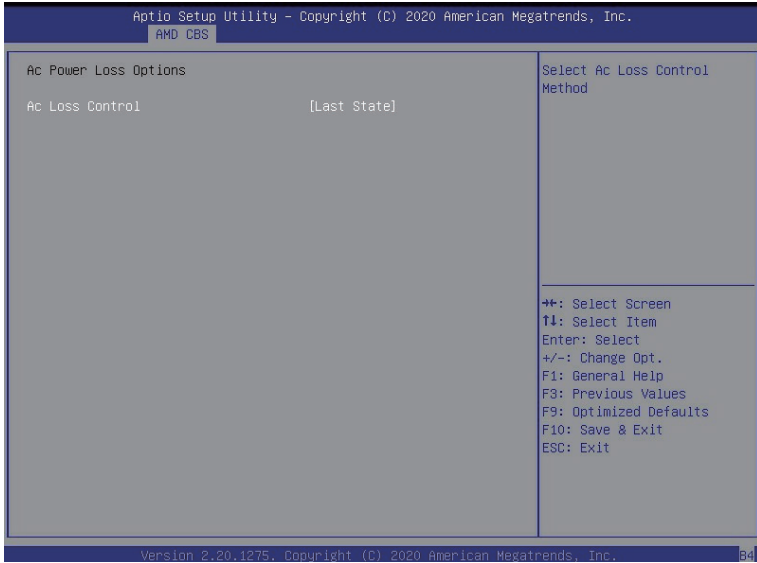 Aptio Setup Utility – Copyright (C) 2020 American Megatrends, Inc.
AMD CBS
Ac Power Loss Options
Ac Loss Control [Last State]
Select Ac Loss Control
Method
→←: Select Screen
↑↓: Select Item
Enter: Select
+/-: Change Opt.
F1: General Help
F3: Previous Values
F9: Optimized Defaults
F10: Save & Exit
ESC: Exit
Version 2.20.1275. Copyright (C) 2020 American Megatrends, Inc.
B4